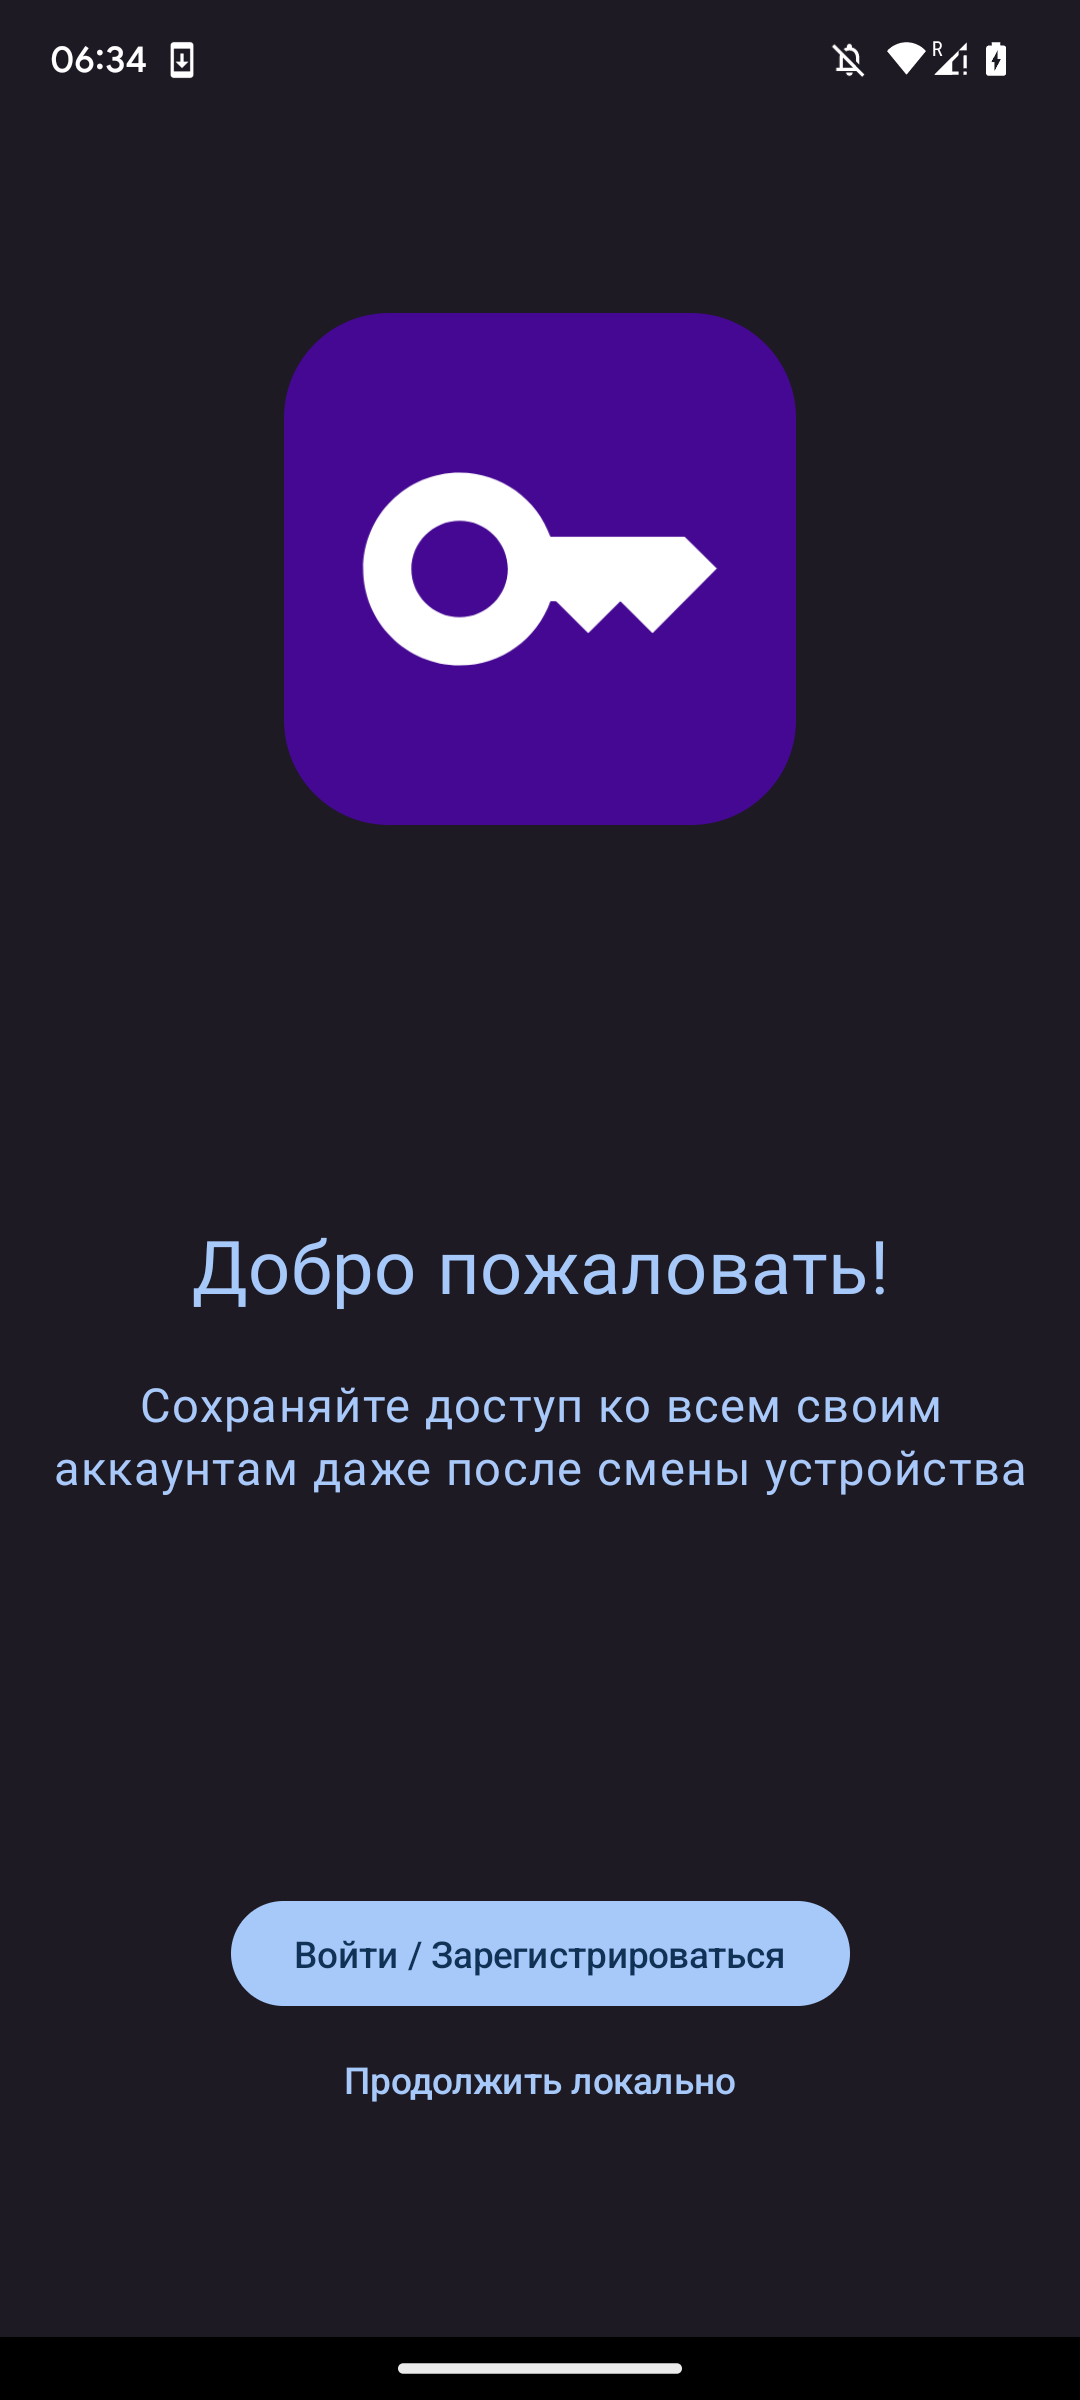 06:34
R
Добро пожаловать!
Сохраняйте доступ ко всем своим
аккаунтам даже после смены устройства
Войти / Зарегистрироваться
Продолжить локально